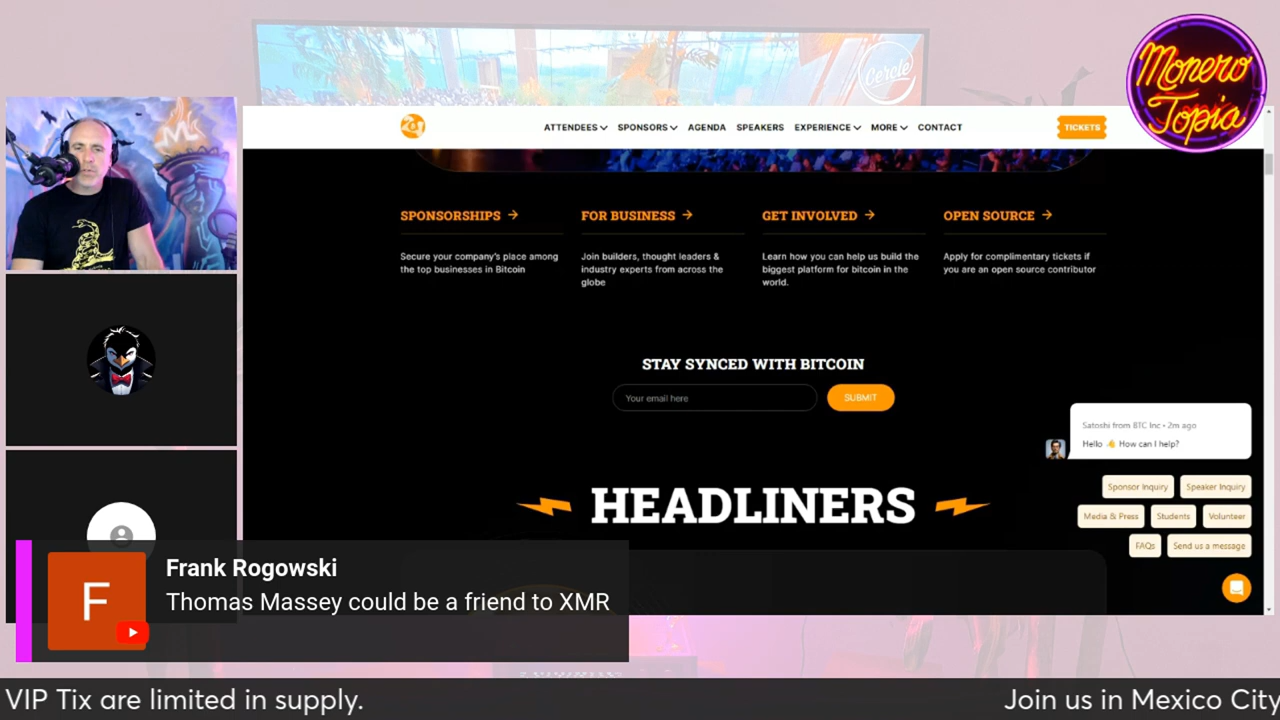 Cercle
Monero
Topia
ATTENDEES SPONSORS AGENDA SPEAKERS EXPERIENCE MORE CONTACT
TICKETS
SPONSORSHIPS → FOR BUSINESS → GET INVOLVED → OPEN SOURCE →
Secure your company's place among
the top businesses in Bitcoin
Join builders, thought leaders &
industry experts from across the
globe
Learn how you can help us build the
biggest platform for bitcoin in the
world.
Apply for complimentary tickets if
you are an open source contributor
STAY SYNCED WITH BITCOIN
Your email here
SUBMIT
Satoshi from BTC Inc • 2m ago
Hello 👋 How can I help?
Sponsor Inquiry Speaker Inquiry
Media & Press Students Volunteer
FAQs Send us a message
HEADLINERS
F
Frank Rogowski
Thomas Massey could be a friend to XMR
VIP Tix are limited in supply.
Join us in Mexico City